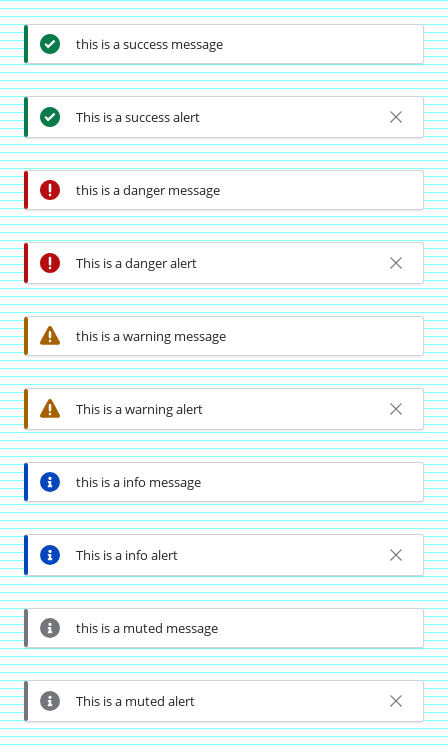 this is a success message
This is a success alert
this is a danger message
This is a danger alert
this is a warning message
This is a warning alert
this is a info message
This is a info alert
this is a muted message
This is a muted alert